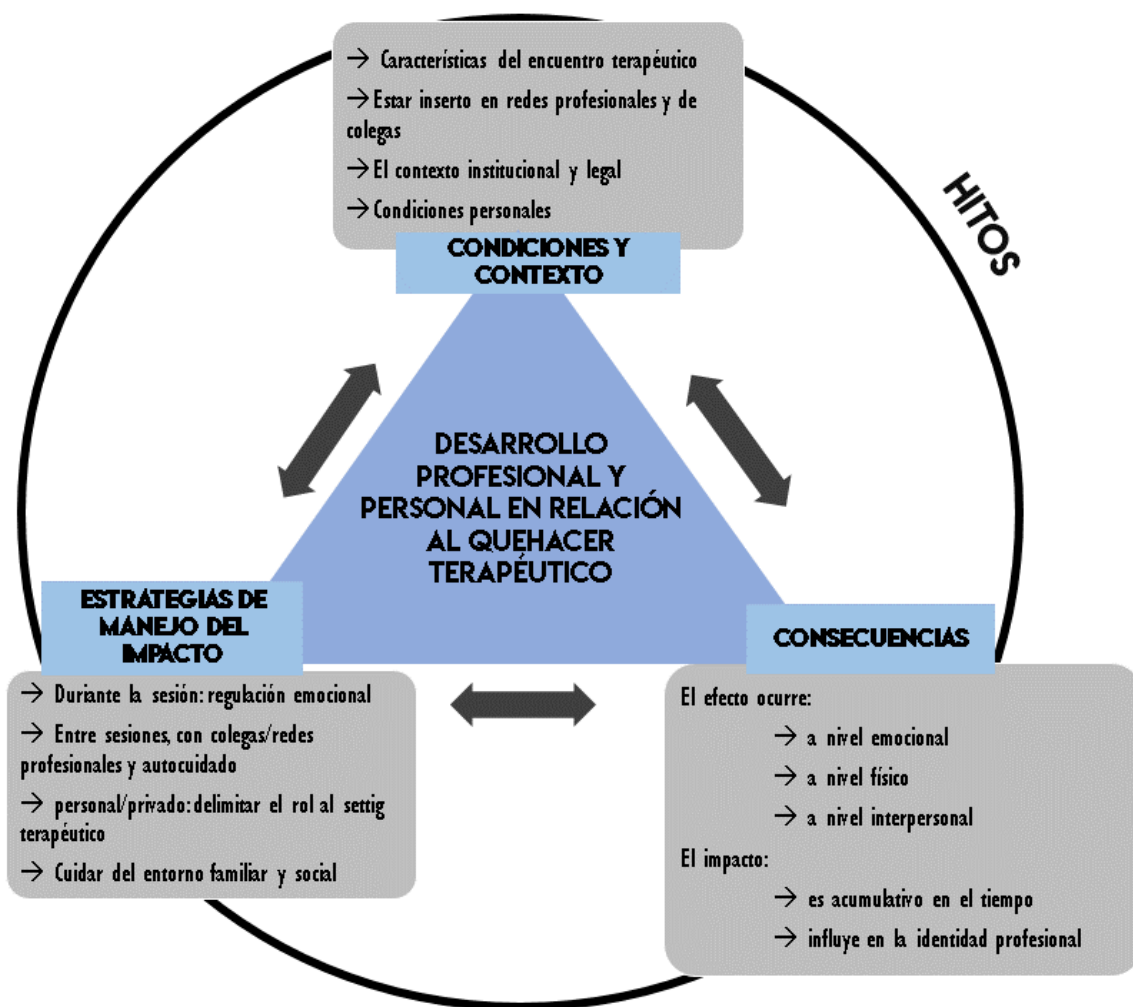 → Características del encuentro terapéutico
→Estar inserto en redes profesionales y de
colegas
→El contexto institucional y legal
→Condiciones personales
CONDICIONES Y
CONTEXTO
HITOS
DESARROLLO
PROFESIONAL Y
PERSONAL EN RELACIÓN
AL QUEHACER
TERAPÉUTICO
ESTRATEGIAS DE
MANEJO DEL
IMPACTO
→ Duriante la sesión: regulación emocional
→ Entre sesiones, con colegas/redes
profesionales y autocuidado
→ personal/privado: delimitar el rol al settig
terapéutico
→ Cuidar del entorno familiar y social
CONSECUENCIAS
El efecto ocurre:
→ a nivel emocional
→ a nivel físico
→ a nivel interpersonal
El impacto:
→ es acumulativo en el tiempo
→ influye en la identidad profesional